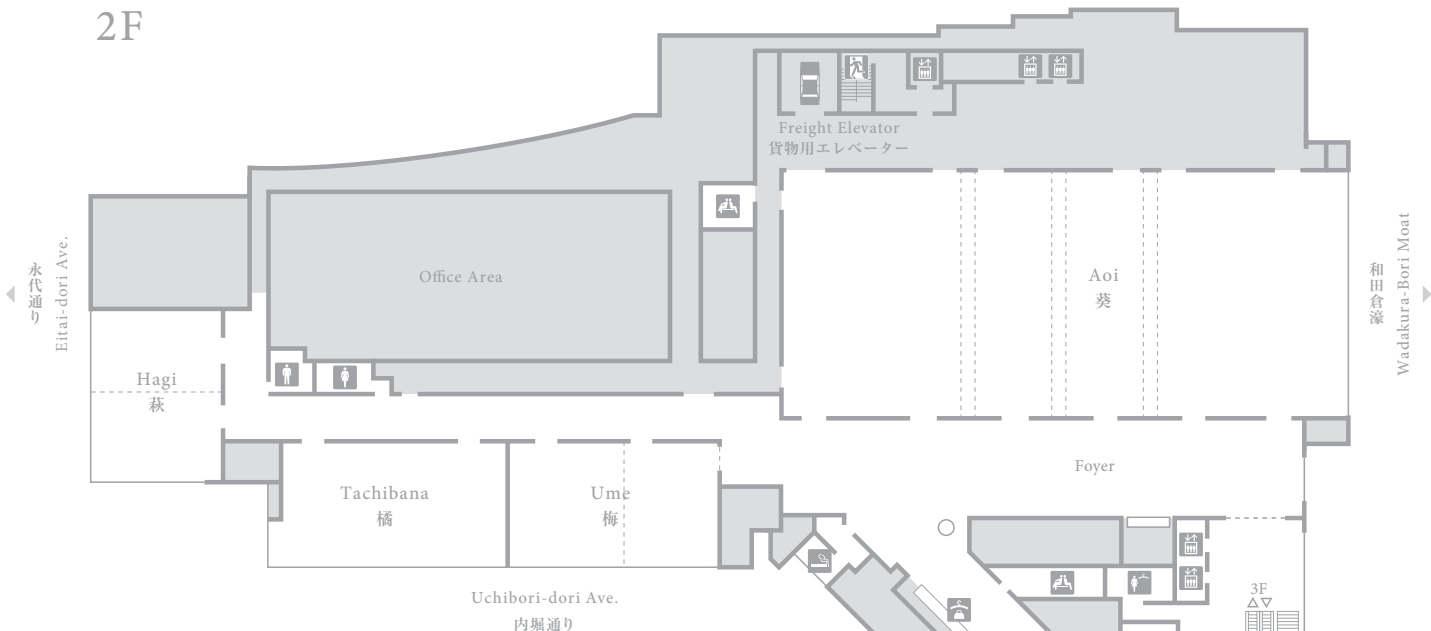 2F
Freight Elevator
貨物用エレベーター
永代通り
Eitai-dori Ave.
Office Area
Aoi
葵
和田倉濠
Wadakura-Bori Moat
Hagi
萩
Foyer
Tachibana
橘
Ume
梅
Uchibori-dori Ave.
内堀通り
3F